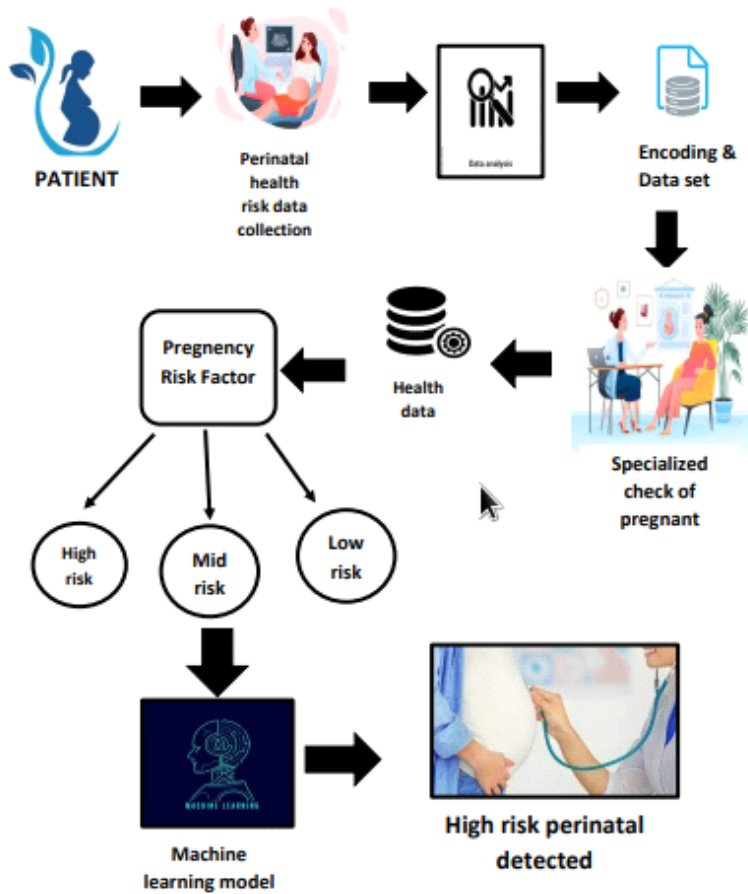 PATIENT
Perinatal
health
risk data
collection
Data analysis
Encoding &
Data set
Specialized
check of
pregnant
Health
data
Pregnency
Risk Factor
High
risk
Mid
risk
Low
risk
MACHINE LEARNING
Machine
learning model
High risk perinatal
detected